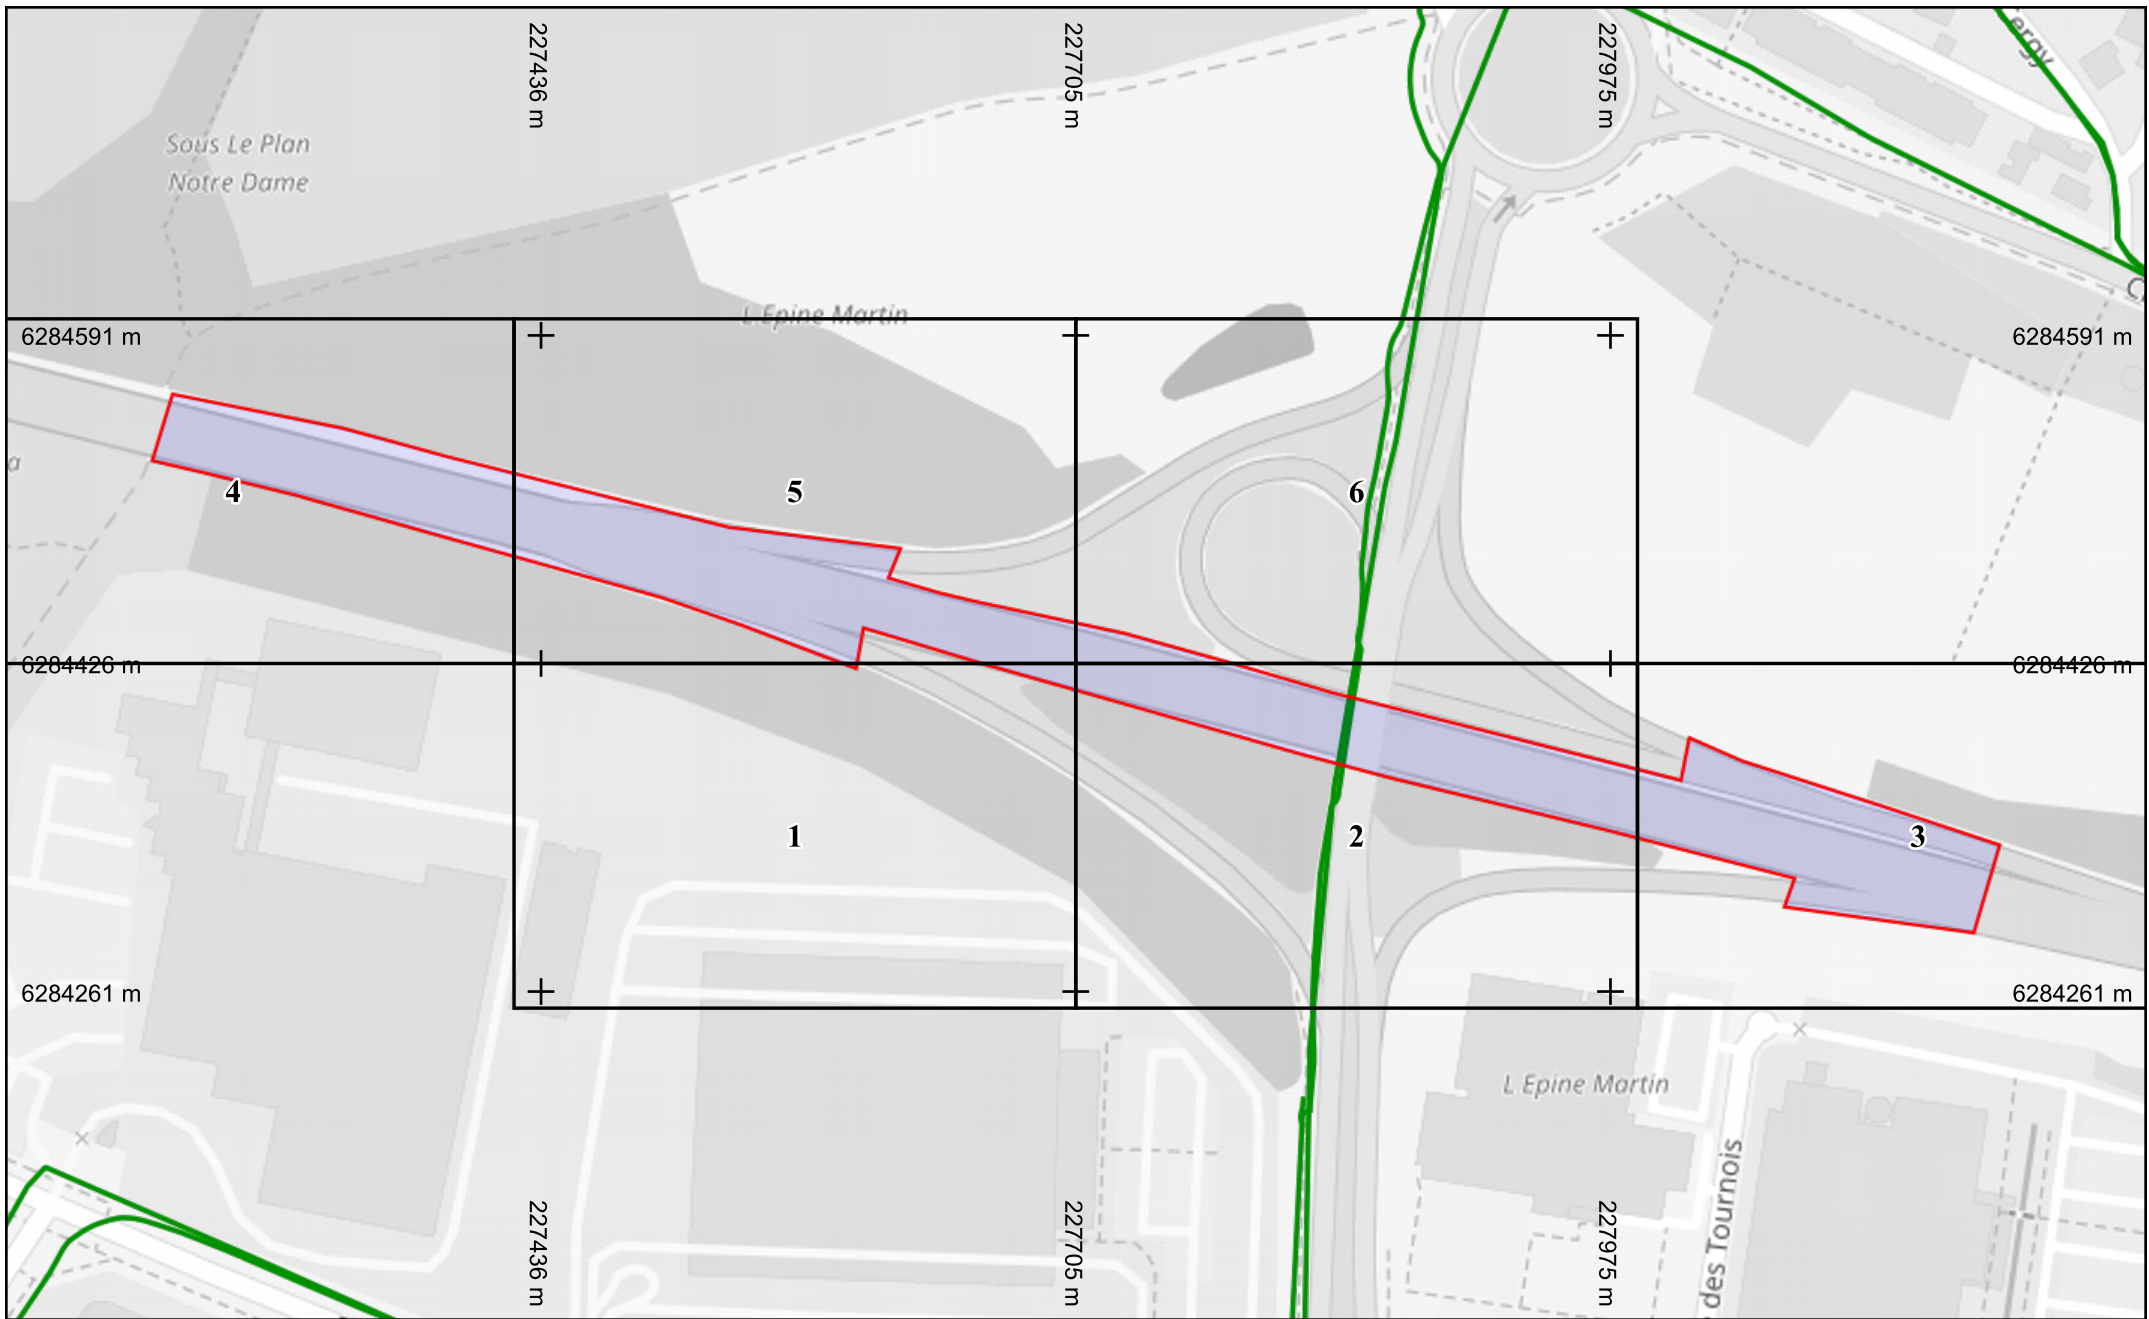 ergy
227436 m
227705 m
227975 m
Sous Le Plan
Notre Dame
L Epine Martin
6284591 m
6284591 m
a
4
5
6
6284426 m
6284426 m
1
2
3
6284261 m
6284261 m
L Epine Martin
des Tournois
227436 m
227705 m
227975 m